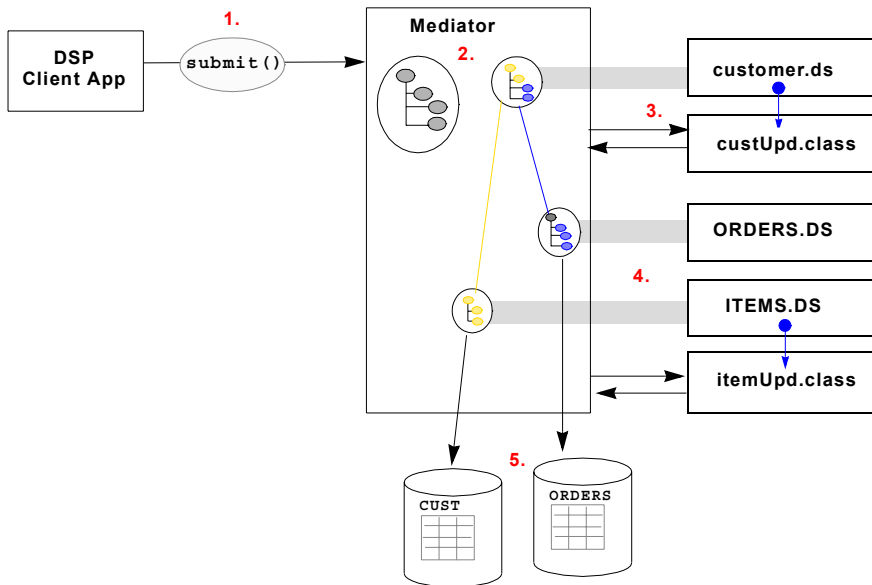 1.
Mediator
DSP
Client App
submit()
2.
customer.ds
3.
custUpd.class
ORDERS.DS
4.
ITEMS.DS
itemUpd.class
5.
CUST
ORDERS